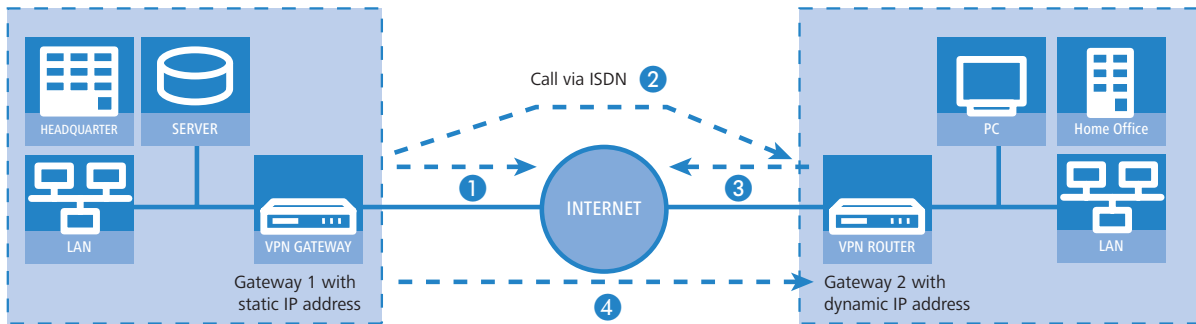 Call via ISDN 2
HEADQUARTER
SERVER
PC
Home Office
1
3
INTERNET
LAN
VPN GATEWAY
VPN ROUTER
LAN
Gateway 1 with
static IP address
Gateway 2 with
dynamic IP address
4